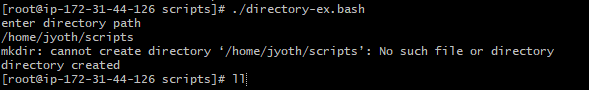 [root@ip-172-31-44-126 scripts]# ./directory-ex.bash
enter directory path
/home/jyoth/scripts
mkdir: cannot create directory ‘/home/jyoth/scripts’: No such file or directory
directory created
[root@ip-172-31-44-126 scripts]# ll